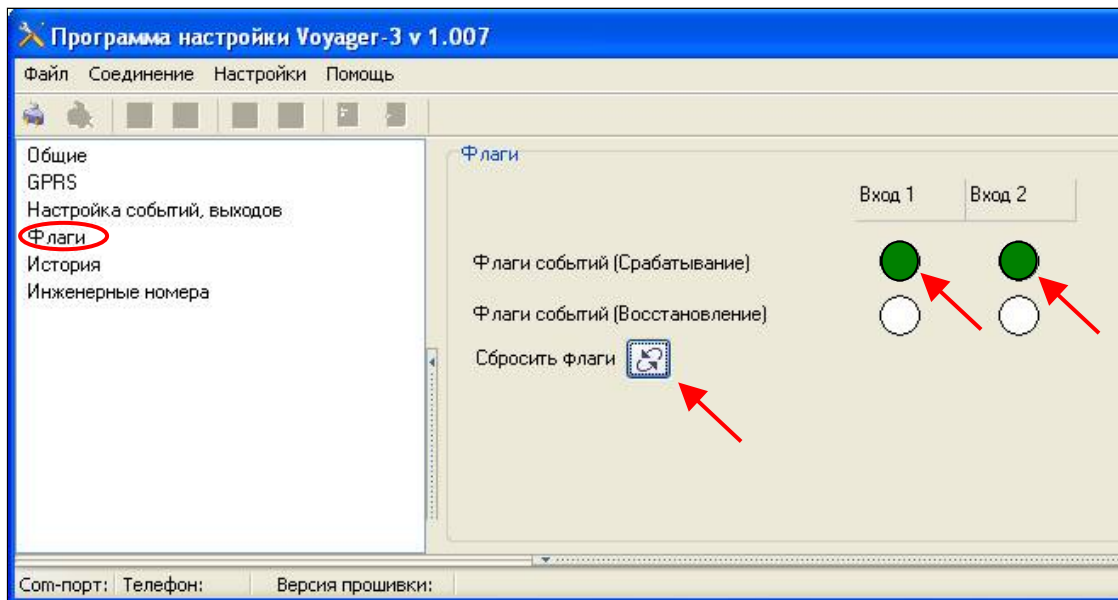 Программа настройки Voyager-3 v 1.007
Файл Соединение Настройки Помощь
Общие
GPRS
Настройка событий, выходов
Флаги
История
Инженерные номера
Флаги
Вход 1 Вход 2
Флаги событий (Срабатывание)
Флаги событий (Восстановление)
Сбросить Флаги
Com-порт: Телефон: Версия прошивки: